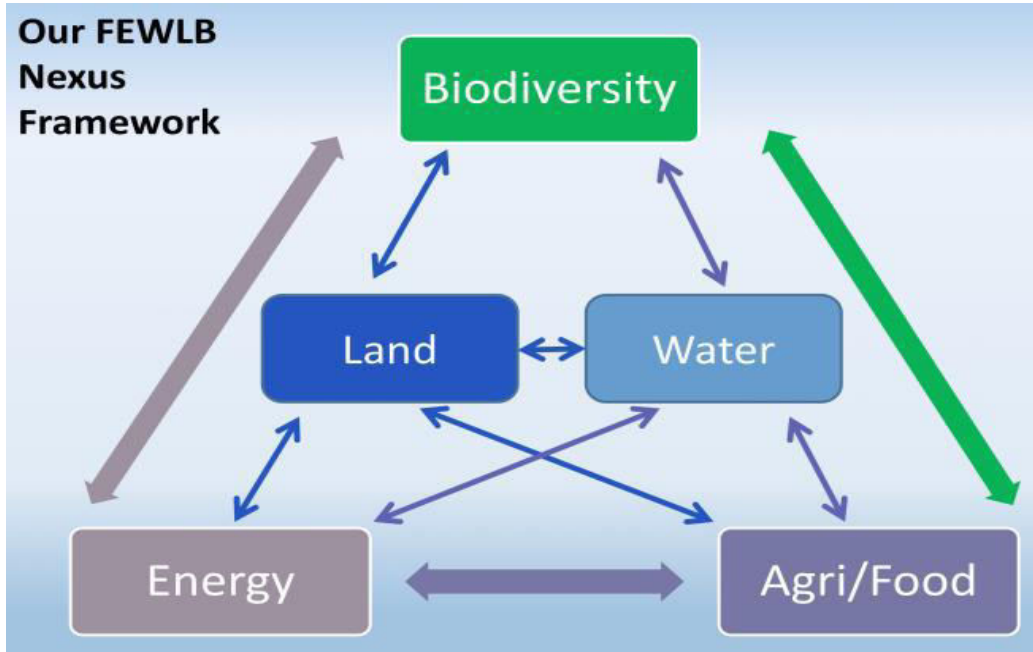 Our FEWLB
Nexus
Framework
Biodiversity
Land
Water
Energy
Agri/Food